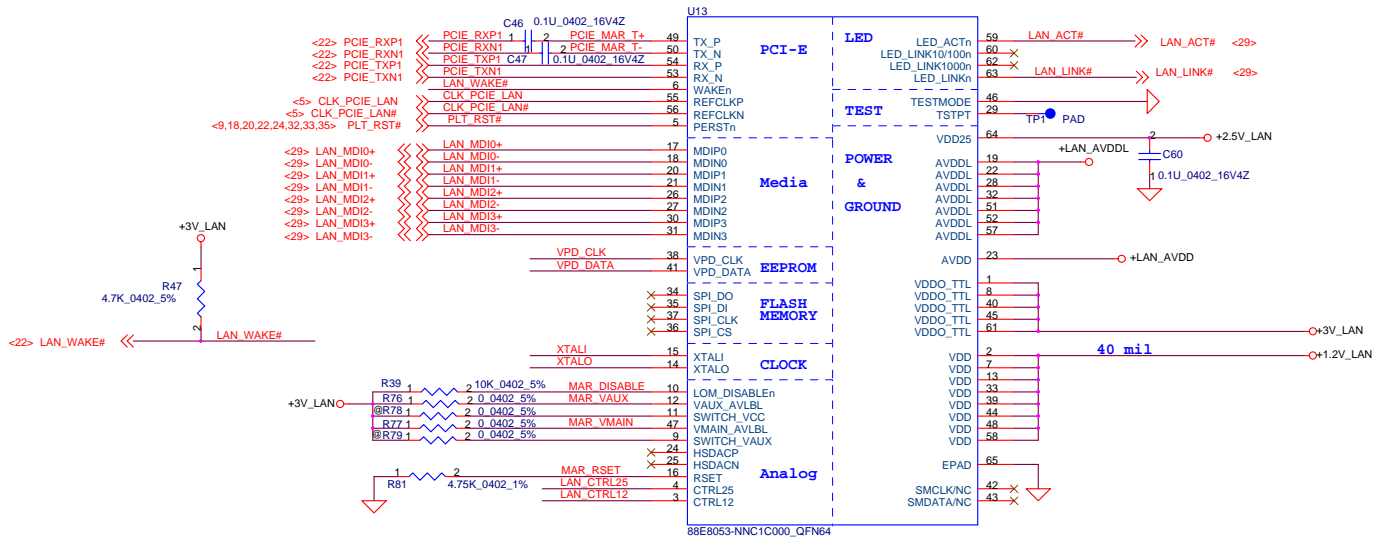 U13
C46 0.1U_0402_16V4Z
<22> PCIE_RXP1 PCIE_RXP1 1 2 PCIE_MAR_T+ 49 TX_P
<22> PCIE_RXN1 PCIE_RXN1 1 2 PCIE_MAR_T- 50 TX_N
C47 0.1U_0402_16V4Z
<22> PCIE_TXP1 PCIE_TXP1 54 RX_P
<22> PCIE_TXN1 PCIE_TXN1 53 RX_N
LAN_WAKE# 6 WAKEn
<5> CLK_PCIE_LAN CLK_PCIE_LAN 55 REFCLKP
<5> CLK_PCIE_LAN# CLK_PCIE_LAN# 56 REFCLKN
<9,18,20,22,24,32,33,35> PLT_RST# PLT_RST# 5 PERSTn
PCI-E
<29> LAN_MDI0+ LAN_MDI0+ 17 MDIP0
<29> LAN_MDI0- LAN_MDI0- 18 MDIN0
<29> LAN_MDI1+ LAN_MDI1+ 20 MDIP1
<29> LAN_MDI1- LAN_MDI1- 21 MDIN1
<29> LAN_MDI2+ LAN_MDI2+ 26 MDIP2
<29> LAN_MDI2- LAN_MDI2- 27 MDIN2
<29> LAN_MDI3+ LAN_MDI3+ 30 MDIP3
<29> LAN_MDI3- LAN_MDI3- 31 MDIN3
Media
VPD_CLK 38 VPD_CLK
VPD_DATA 41 VPD_DATA
EEPROM
34 SPI_DO
35 SPI_DI
37 SPI_CLK
36 SPI_CS
FLASH
MEMORY
XTALI 15 XTALI
XTALO 14 XTALO
CLOCK
+3V_LAN
1
R47
4.7K_0402_5%
2
<22> LAN_WAKE# LAN_WAKE#
+3V_LAN
R39 1 2 10K_0402_5% MAR_DISABLE 10 LOM_DISABLEn
R76 1 2 0_0402_5% MAR_VAUX 12 VAUX_AVLBL
@R78 1 2 0_0402_5% 11 SWITCH_VCC
R77 1 2 0_0402_5% MAR_VMAIN 47 VMAIN_AVLBL
@R79 1 2 0_0402_5% 9 SWITCH_VAUX
24 HSDACP
25 HSDACN
1 2 MAR_RSET 16 RSET
R81 4.75K_0402_1%
LAN_CTRL25 4 CTRL25
LAN_CTRL12 3 CTRL12
Analog
LED
LED_ACTn 59 LAN_ACT# LAN_ACT# <29>
LED_LINK10/100n 60
LED_LINK1000n 62
LED_LINKn 63 LAN_LINK# LAN_LINK# <29>
TEST
TESTMODE 46
TSTPT 29 TP1 PAD
VDD25 64 2 +2.5V_LAN
C60
1 0.1U_0402_16V4Z
POWER
&
GROUND
+LAN_AVDDL
AVDDL 19
AVDDL 22
AVDDL 28
AVDDL 32
AVDDL 51
AVDDL 52
AVDDL 57
AVDD 23 +LAN_AVDD
VDDO_TTL 1
VDDO_TTL 8
VDDO_TTL 40
VDDO_TTL 45
VDDO_TTL 61 +3V_LAN
VDD 2 40 mil +1.2V_LAN
VDD 7
VDD 13
VDD 33
VDD 39
VDD 44
VDD 48
VDD 58
EPAD 65
SMCLK/NC 42
SMDATA/NC 43
88E8053-NNC1C000_QFN64